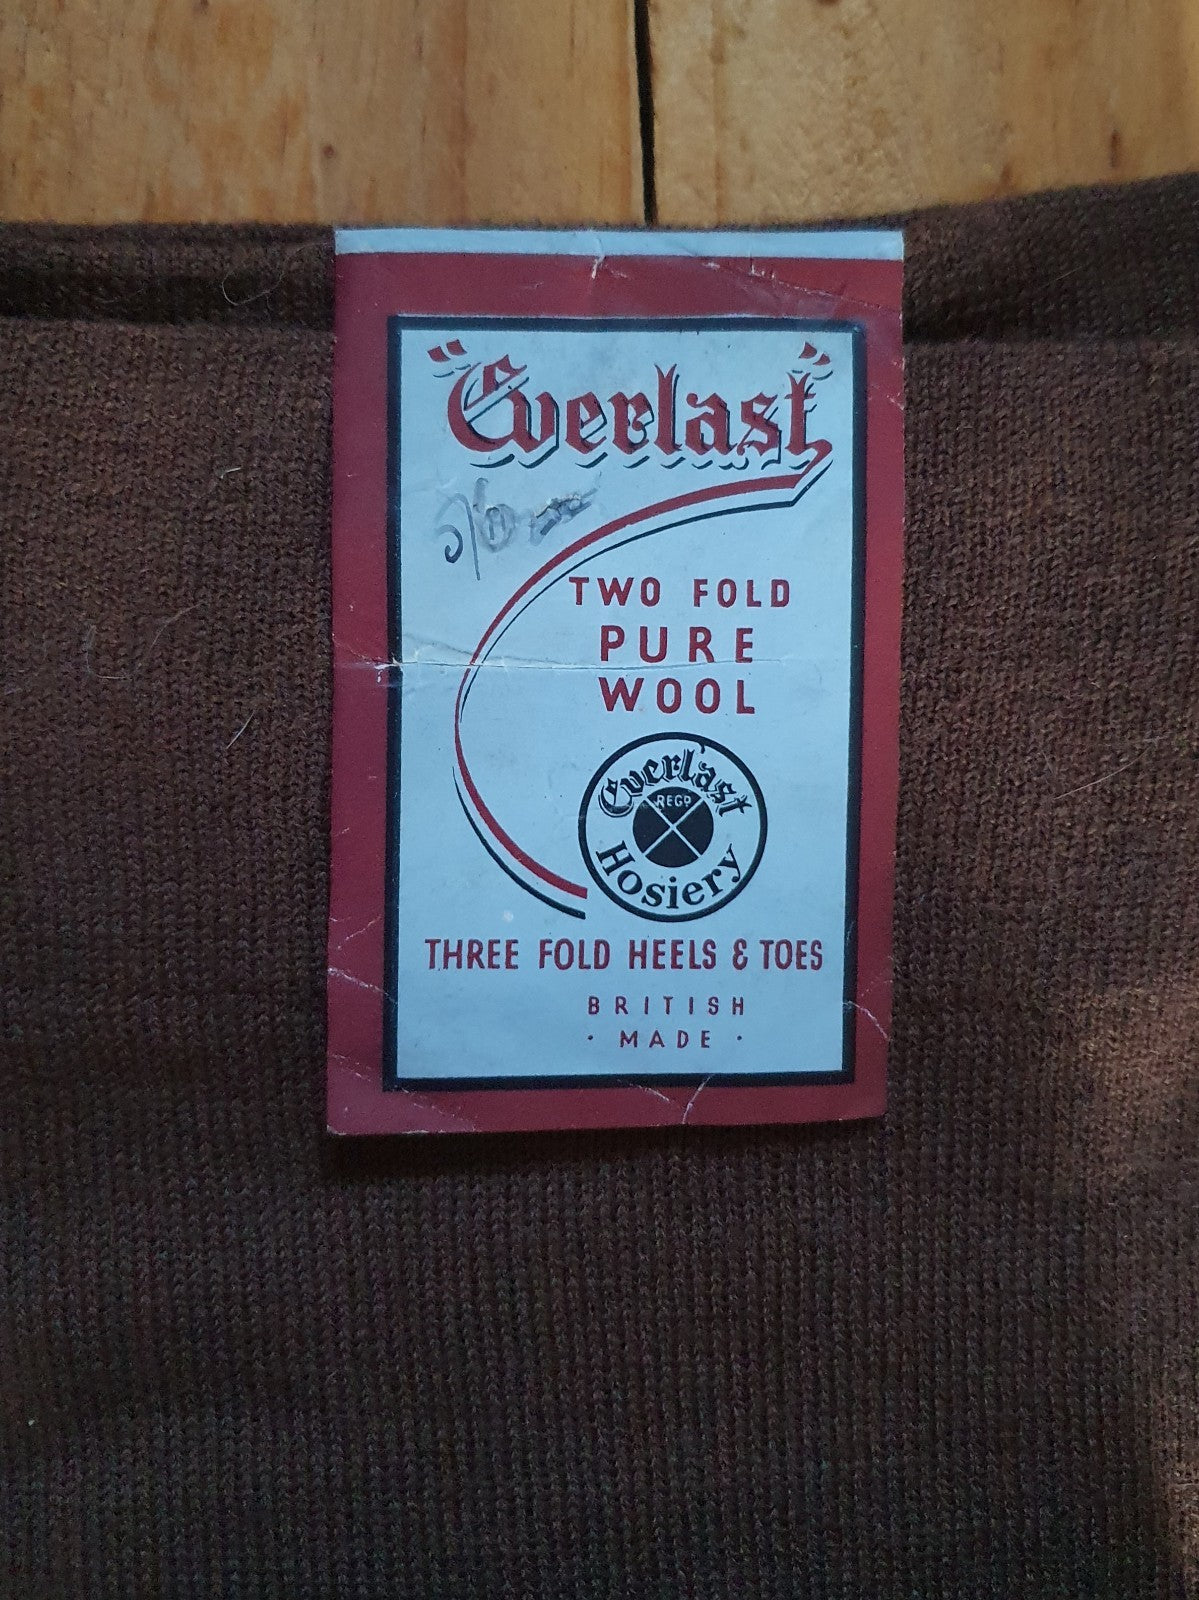 "Everlast"
TWO FOLD
PURE
WOOL
Everlast
REGD
Hosiery
THREE FOLD HEELS & TOES
BRITISH
· MADE ·